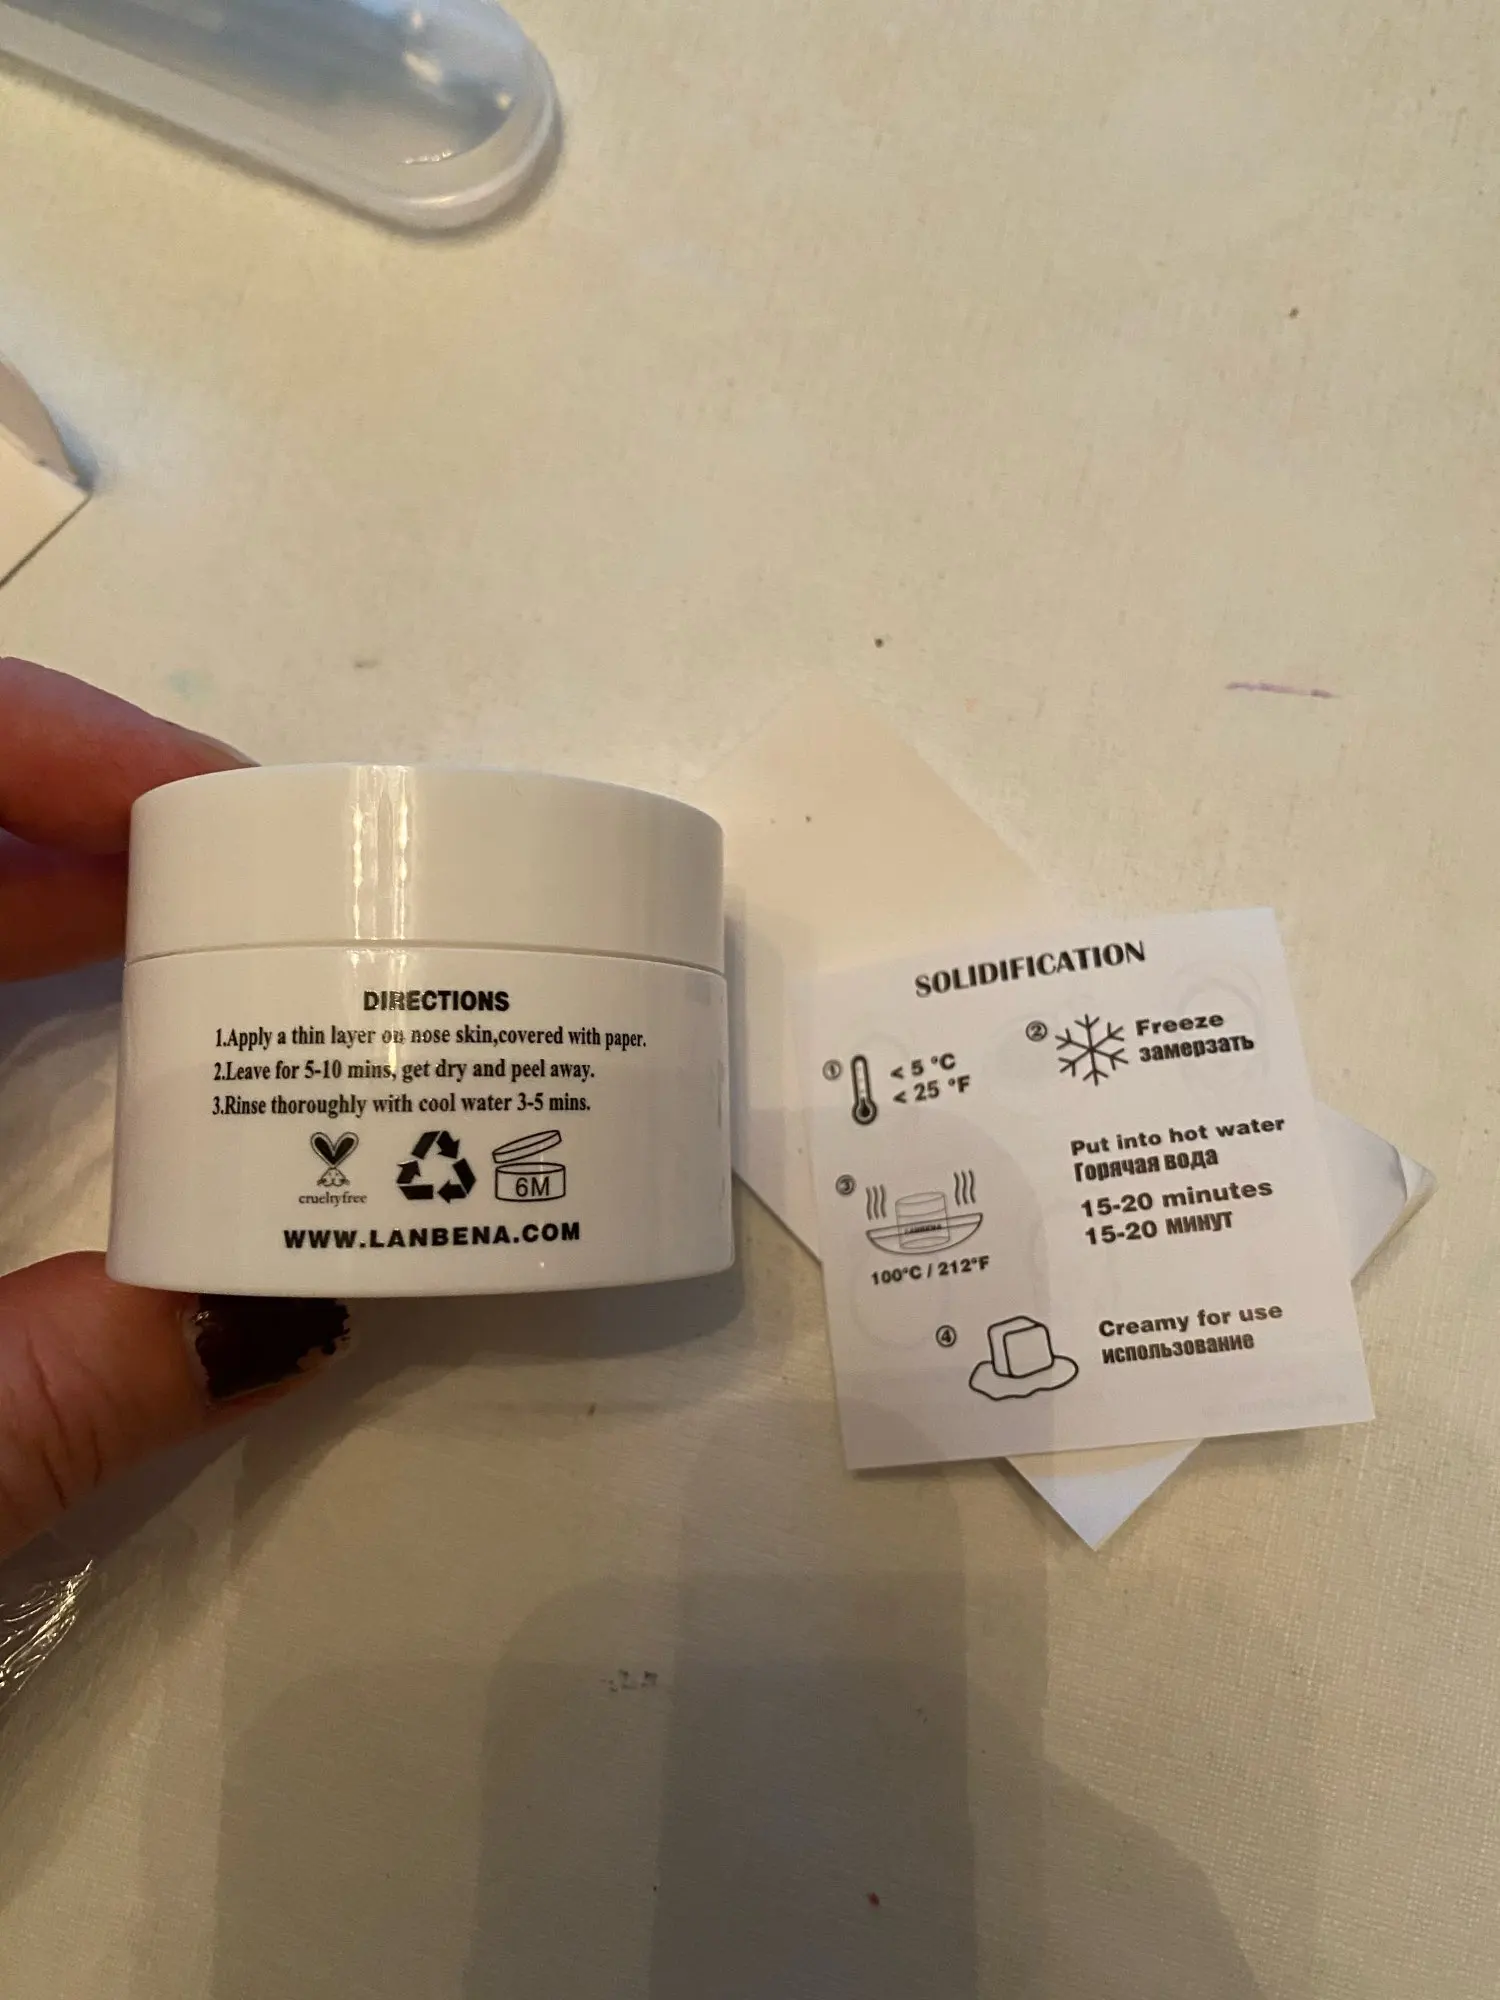 DIRECTIONS
1.Apply a thin layer on nose skin,covered with paper.
2.Leave for 5-10 mins, get dry and peel away.
3.Rinse thoroughly with cool water 3-5 mins.
crueltyfree
6M
WWW.LANBENA.COM
SOLIDIFICATION
①
< 5 °C
< 25 °F
②
Freeze
замерзать
③
LANBENA
100°C / 212°F
Put into hot water
Горячая вода
15-20 minutes
15-20 минут
④
Creamy for use
использование